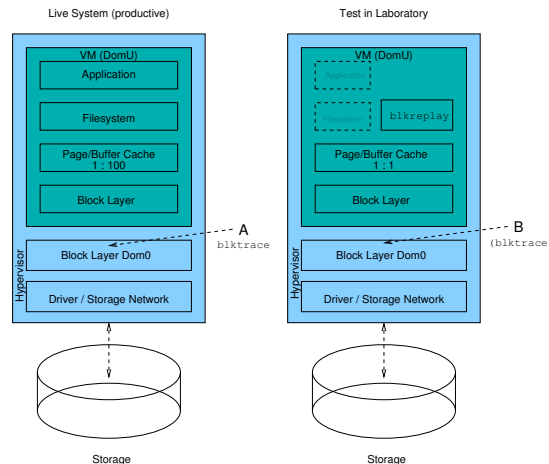 Live System (productive)
VM (DomU)
Application
Filesystem
Page/Buffer Cache
1 : 100
Block Layer
A
blktrace
Hypervisor
Block Layer Dom0
Driver / Storage Network
Storage
Test in Laboratory
VM (DomU)
Application
Filesystem
blkreplay
Page/Buffer Cache
1 : 1
Block Layer
B
(blktrace
Hypervisor
Block Layer Dom0
Driver / Storage Network
Storage